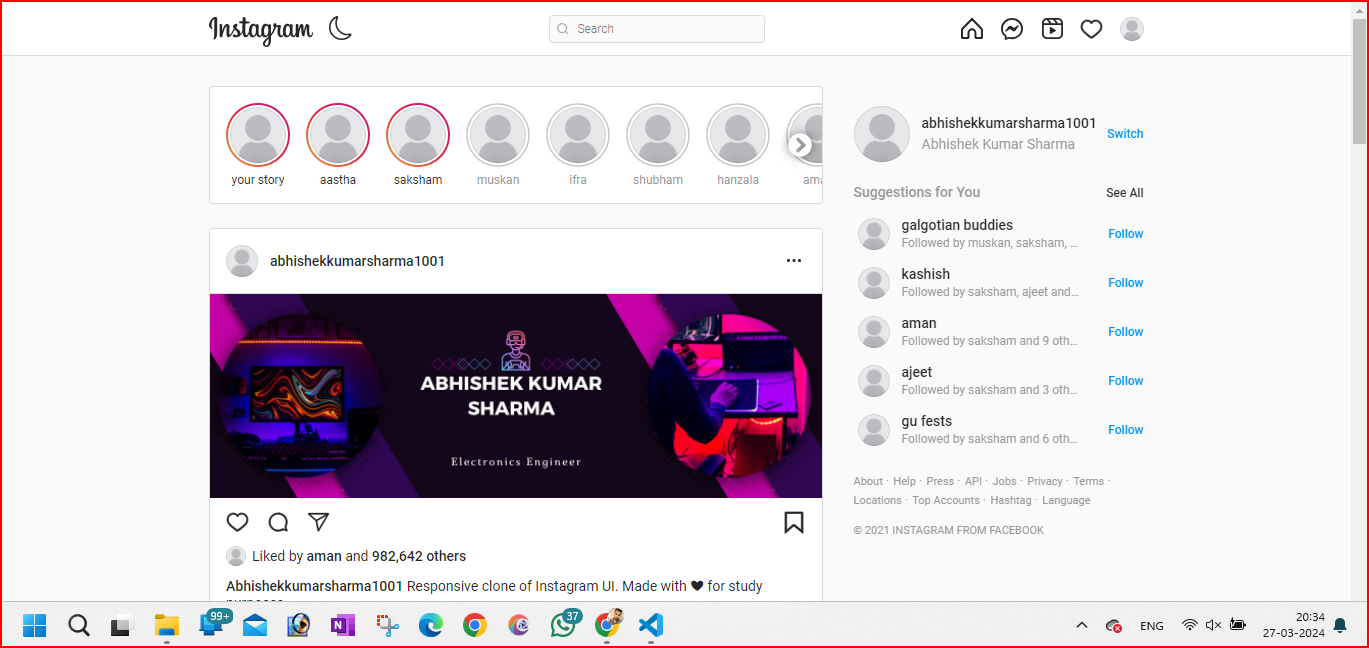 Instagram
Search
your story
aastha
saksham
muskan
ifra
shubham
hanzala
abhishekkumarsharma1001
Switch
Abhishek Kumar Sharma
Suggestions for You
See All
galgotian buddies
Followed by muskan, saksham, ...
Follow
kashish
Followed by saksham, ajeet and...
Follow
aman
Followed by saksham and 9 oth...
Follow
ajeet
Followed by saksham and 3 oth...
Follow
gu fests
Followed by saksham and 6 oth...
Follow
About · Help · Press · API · Jobs · Privacy · Terms ·
Locations · Top Accounts · Hashtag · Language
© 2021 INSTAGRAM FROM FACEBOOK
abhishekkumarsharma1001
ABHISHEK KUMAR
SHARMA
Electronics Engineer
Liked by aman and 982,642 others
Abhishekkumarsharma1001 Responsive clone of Instagram UI. Made with ❤ for study
99+
N
37
ENG
20:34
27-03-2024